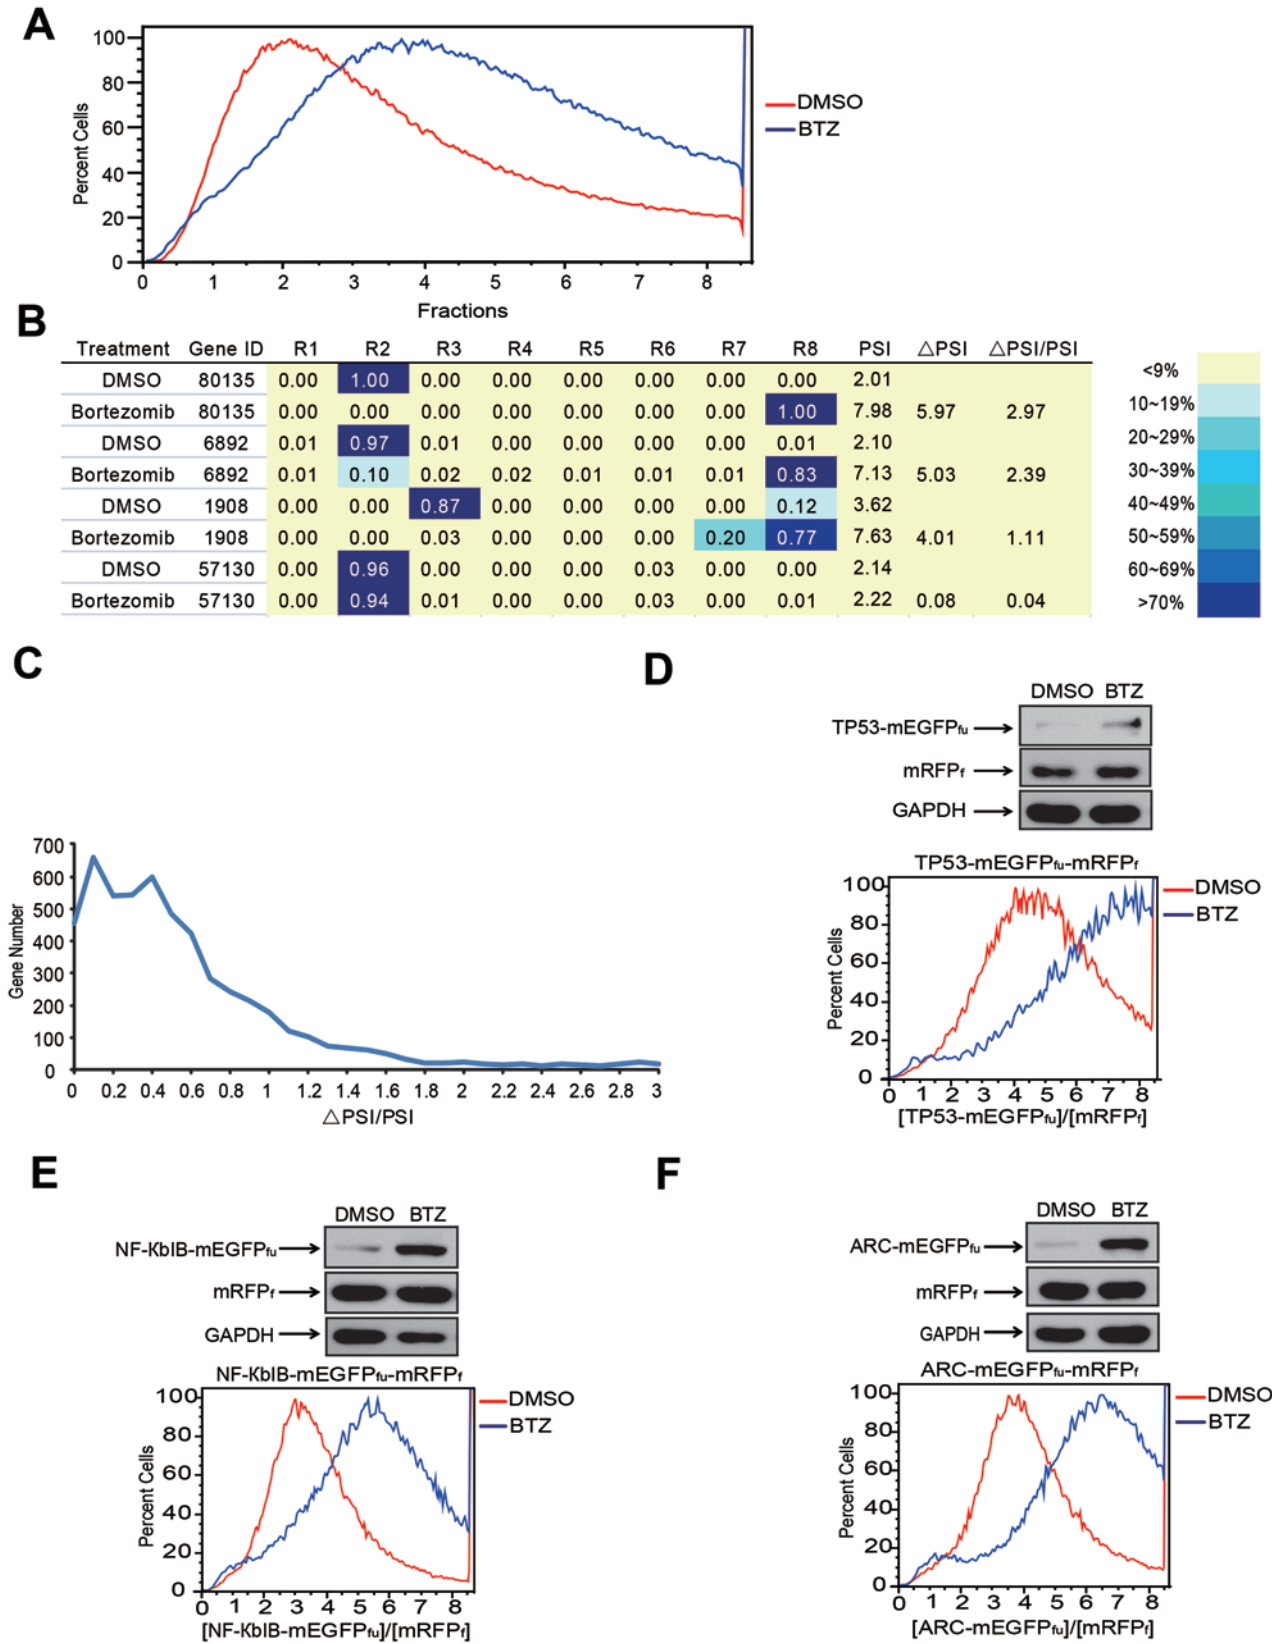 A
100
80
60
40
20
0
Percent Cells
0 1 2 3 4 5 6 7 8
Fractions
DMSO
BTZ
B
Treatment Gene ID R1 R2 R3 R4 R5 R6 R7 R8 PSI △PSI △PSI/PSI
DMSO 80135 0.00 1.00 0.00 0.00 0.00 0.00 0.00 0.00 2.01
Bortezomib 80135 0.00 0.00 0.00 0.00 0.00 0.00 0.00 1.00 7.98 5.97 2.97
DMSO 6892 0.01 0.97 0.01 0.00 0.00 0.00 0.00 0.01 2.10
Bortezomib 6892 0.01 0.10 0.02 0.02 0.01 0.01 0.01 0.83 7.13 5.03 2.39
DMSO 1908 0.00 0.00 0.87 0.00 0.00 0.00 0.00 0.12 3.62
Bortezomib 1908 0.00 0.00 0.03 0.00 0.00 0.00 0.20 0.77 7.63 4.01 1.11
DMSO 57130 0.00 0.96 0.00 0.00 0.00 0.03 0.00 0.00 2.14
Bortezomib 57130 0.00 0.94 0.01 0.00 0.00 0.03 0.00 0.01 2.22 0.08 0.04
<9%
10~19%
20~29%
30~39%
40~49%
50~59%
60~69%
>70%
C
700
600
500
400
300
200
100
0
Gene Number
0 0.2 0.4 0.6 0.8 1 1.2 1.4 1.6 1.8 2 2.2 2.4 2.6 2.8 3
△PSI/PSI
D
DMSO BTZ
TP53-mEGFPfu
mRFPf
GAPDH
TP53-mEGFPfu-mRFPf
100
80
60
40
20
0
Percent Cells
0 1 2 3 4 5 6 7 8
[TP53-mEGFPfu]/[mRFPf]
DMSO
BTZ
E
DMSO BTZ
NF-KbIB-mEGFPfu
mRFPf
GAPDH
NF-KbIB-mEGFPfu-mRFPf
100
80
60
40
20
0
Percent Cells
0 1 2 3 4 5 6 7 8
[NF-KbIB-mEGFPfu]/[mRFPf]
DMSO
BTZ
F
DMSO BTZ
ARC-mEGFPfu
mRFPf
GAPDH
ARC-mEGFPfu-mRFPf
100
80
60
40
20
0
Percent Cells
0 1 2 3 4 5 6 7 8
[ARC-mEGFPfu]/[mRFPf]
DMSO
BTZ